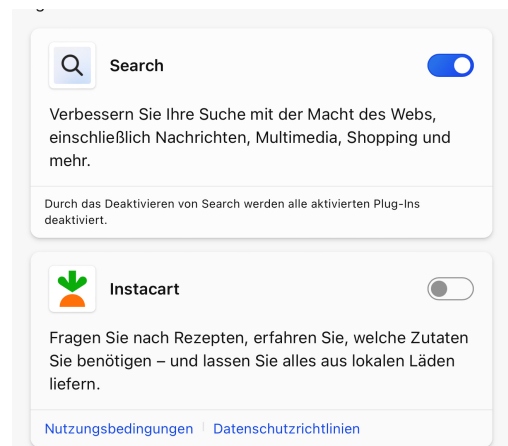 Search
Verbessern Sie Ihre Suche mit der Macht des Webs,
einschließlich Nachrichten, Multimedia, Shopping und
mehr.
Durch das Deaktivieren von Search werden alle aktivierten Plug-Ins
deaktiviert.
Instacart
Fragen Sie nach Rezepten, erfahren Sie, welche Zutaten
Sie benötigen – und lassen Sie alles aus lokalen Läden
liefern.
Nutzungsbedingungen | Datenschutzrichtlinien